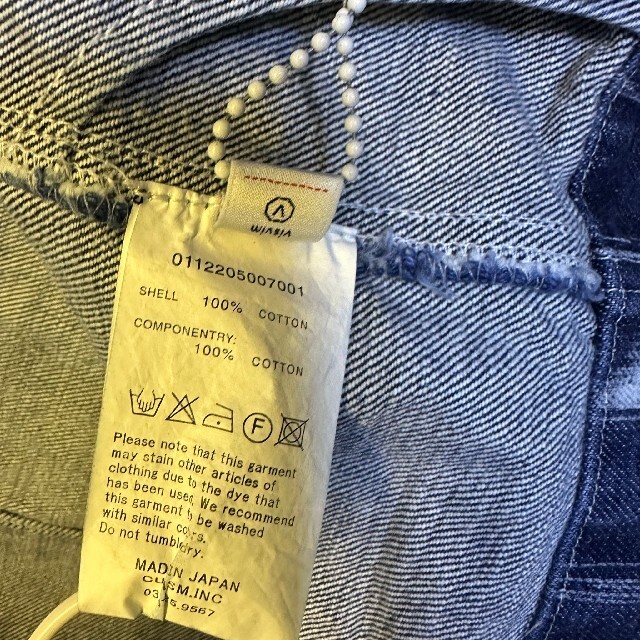 visvim
0112205007001
SHELL 100% COTTON
COMPONENTRY:
100% COTTON
F
Please note that this garment
may stain other articles of
clothing due to the dye that
has been used. We recommend
this garment be washed
with similar
Do not tumble dry.
MADE IN JAPAN
INC